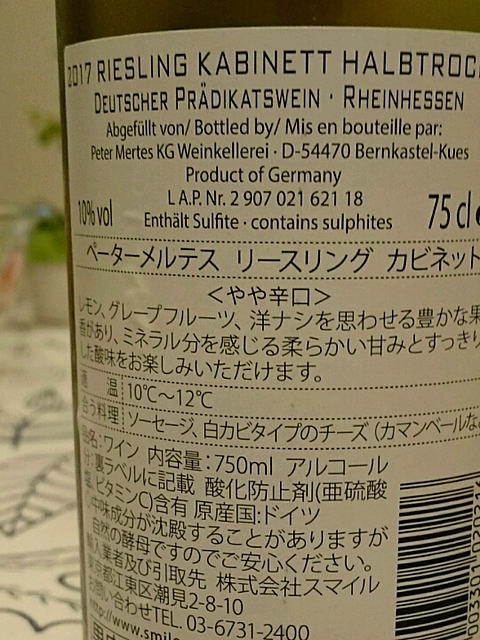 2017 RIESLING KABINETT HALBTROC
DEUTSCHER PRÄDIKATSWEIN · RHEINHESSEN
Abgefüllt von/ Bottled by/ Mis en bouteille par:
Peter Mertes KG Weinkellerei · D-54470 Bernkastel-Kues
Product of Germany
L A.P. Nr. 2 907 021 621 18
10% vol Enthält Sulfite · contains sulphites 75 cl
ペーターメルテス リースリング カビネット
＜やや辛口＞
レモン、グレープフルーツ、洋ナシを思わせる豊かな果
香があり、ミネラル分を感じる柔らかい甘みとすっきり
した酸味をお楽しみいただけます。
適 温 10℃～12℃
合う料理 ソーセージ、白カビタイプのチーズ（カマンベールな
品名:ワイン 内容量:750ml アルコール
分:裏ラベルに記載 酸化防止剤(亜硫酸
塩、ビタミンC)含有 原産国:ドイツ
中味成分が沈殿することがありますが
自然の酵母ですのでご安心ください。
輸入業者及び引取先 株式会社スマイル
東京都江東区潮見2-8-10
お問い合わせTEL. 03-6731-2400
http://www.smile